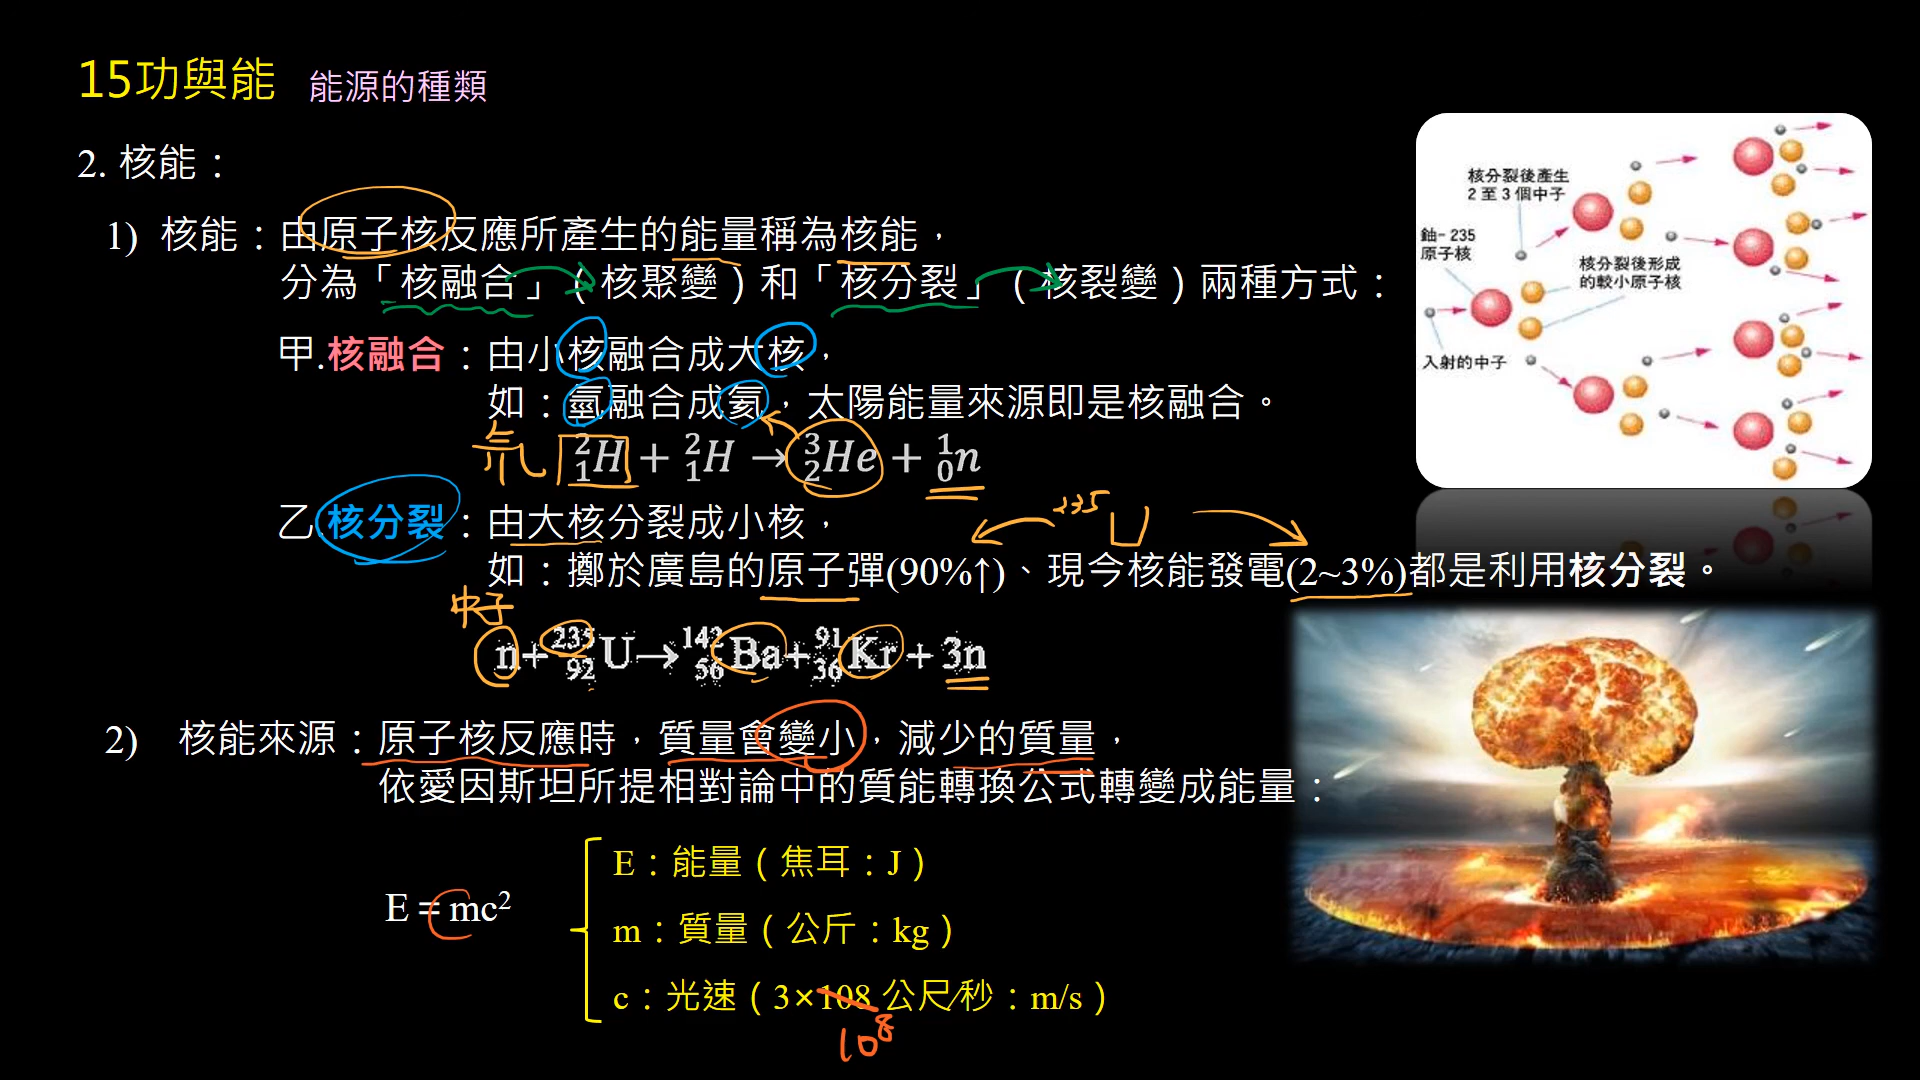 15功與能 能源的種類
2. 核能：
1) 核能：由原子核反應所產生的能量稱為核能，
分為「核融合」（核聚變）和「核分裂」（核裂變）兩種方式：
甲.核融合：由小核融合成大核，
如：氫融合成氦，太陽能量來源即是核融合。
氘 ²₁H + ²₁H → ³₂He + ¹₀n
乙.核分裂：由大核分裂成小核，
235 U
如：擲於廣島的原子彈(90%↑)、現今核能發電(2~3%)都是利用核分裂。
中子
n+²³⁵₉₂U→¹⁴²₅₆Ba+⁹¹₃₆Kr + 3n
2) 核能來源：原子核反應時，質量會變小，減少的質量，
依愛因斯坦所提相對論中的質能轉換公式轉變成能量：
E = mc²
E：能量（焦耳：J）
m：質量（公斤：kg）
c：光速（3×108 公尺/秒：m/s）
10⁸
核分裂後產生
2 至 3 個中子
鈾- 235
原子核
核分裂後形成
的較小原子核
入射的中子